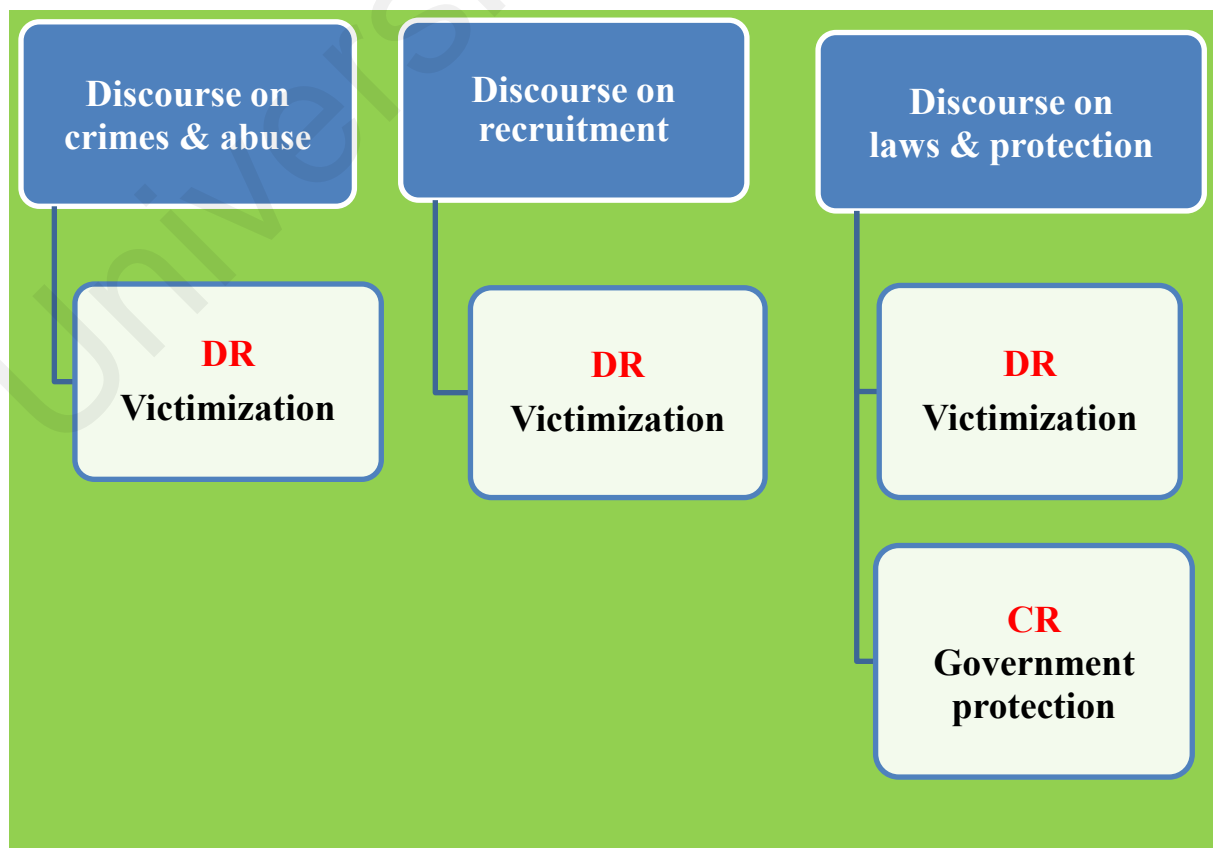 Discourse on
crimes & abuse
DR
Victimization
Discourse on
recruitment
DR
Victimization
Discourse on
laws & protection
DR
Victimization
CR
Government
protection
Univers